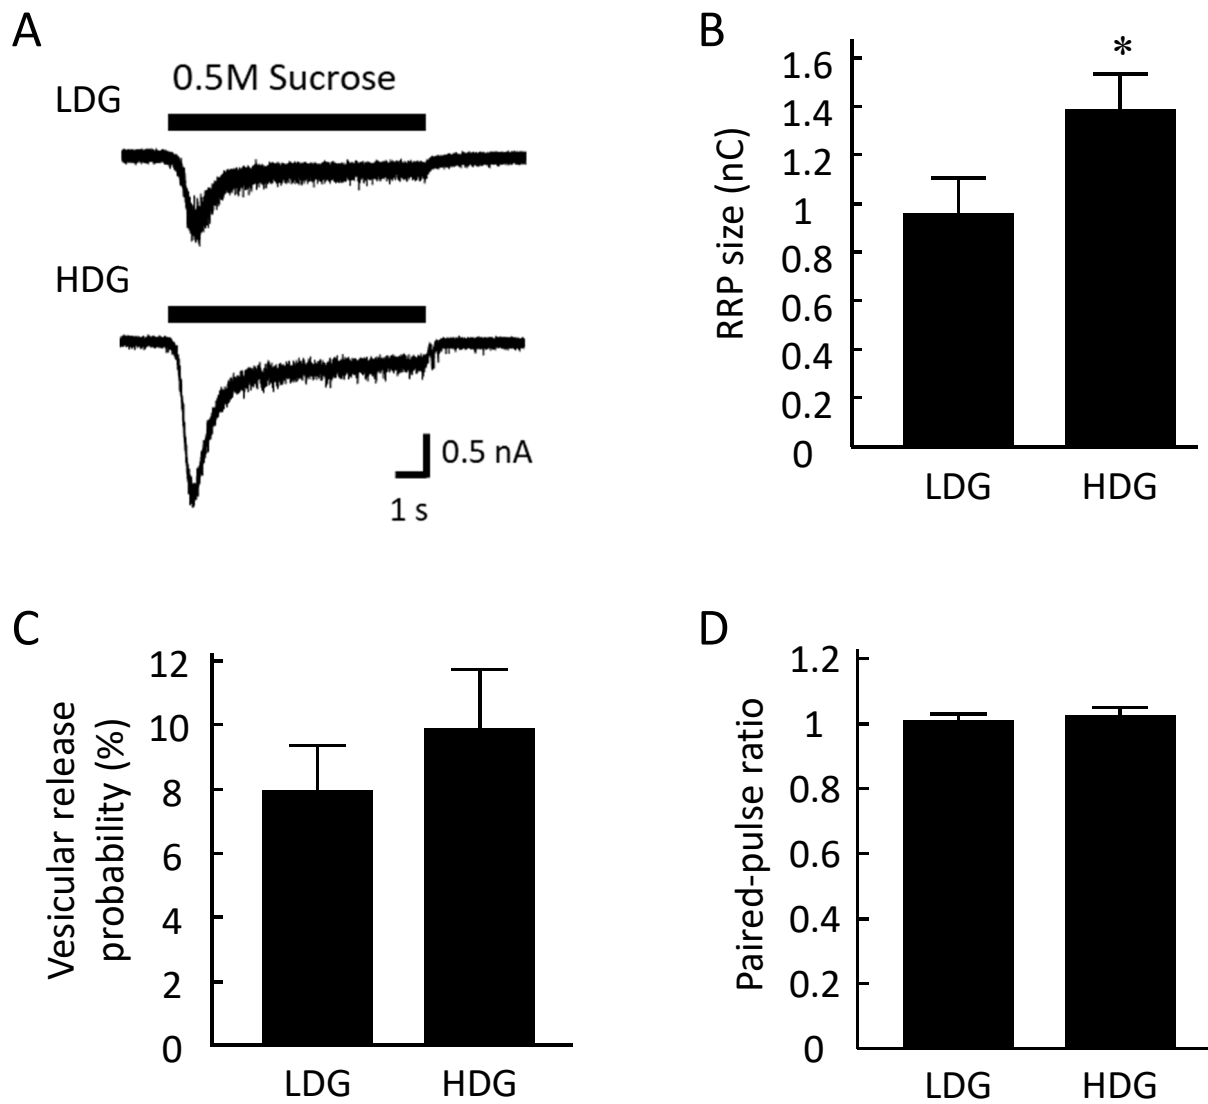 A
0.5M Sucrose
LDG
HDG
0.5 nA
1 s
B
*
RRP size (nC)
1.6
1.4
1.2
1
0.8
0.6
0.4
0.2
0
LDG HDG
C
Vesicular release
probability (%)
12
10
8
6
4
2
0
LDG HDG
D
Paired-pulse ratio
1.2
1
0.8
0.6
0.4
0.2
0
LDG HDG